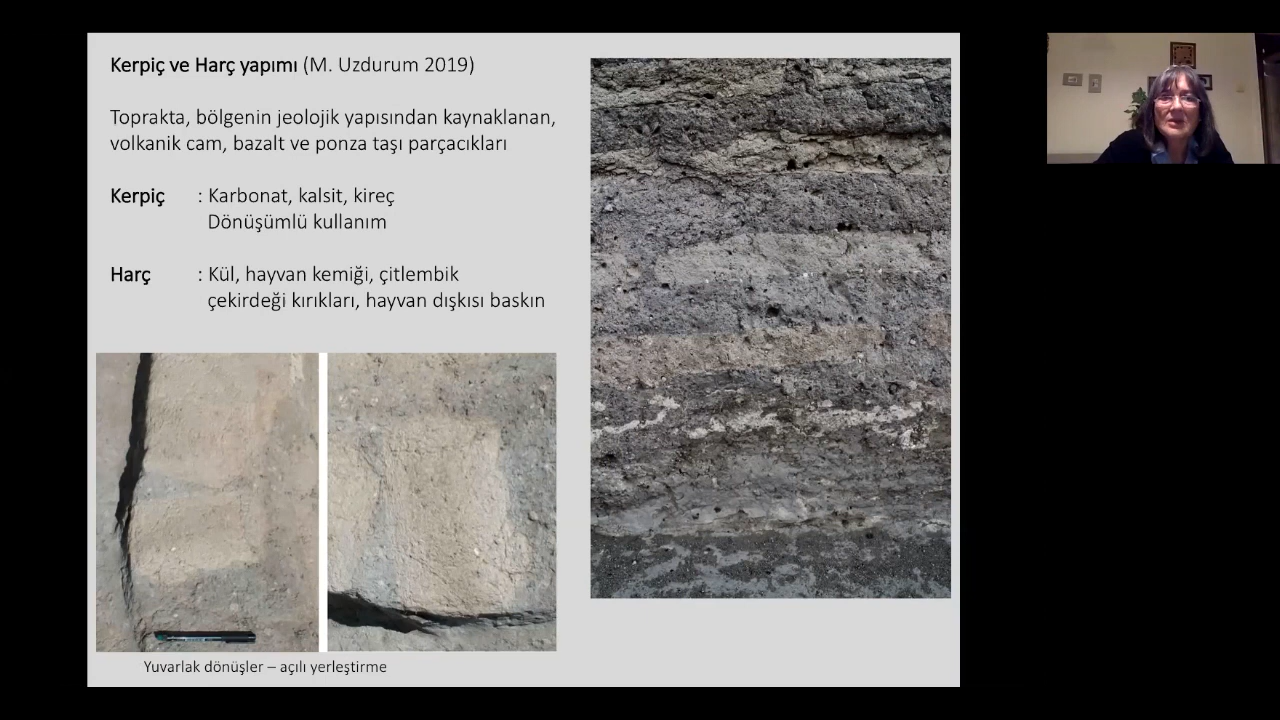 Kerpiç ve Harç yapımı (M. Uzdurum 2019)
Toprakta, bölgenin jeolojik yapısından kaynaklanan,
volkanik cam, bazalt ve ponza taşı parçacıkları
Kerpiç : Karbonat, kalsit, kireç
Dönüşümlü kullanım
Harç : Kül, hayvan kemiği, çitlembik
çekirdeği kırıkları, hayvan dışkısı baskın
Yuvarlak dönüşler – açılı yerleştirme